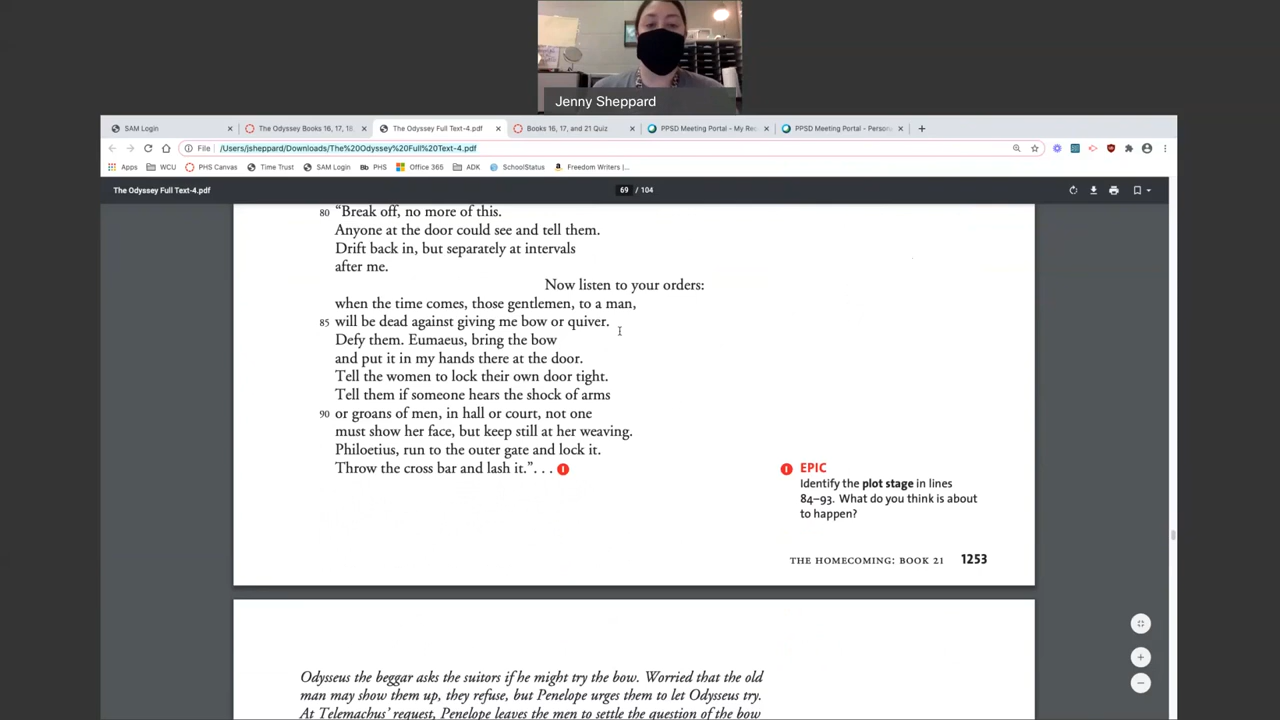 Jenny Sheppard
SAM Login
The Odyssey Books 16, 17, 18,
The Odyssey Full Text-4.pdf
Books 16, 17, and 21 Quiz
PPSD Meeting Portal - My Re
PPSD Meeting Portal - Person
File
/Users/jsheppard/Downloads/The%20Odyssey%20Full%20Text-4.pdf
Apps
WCU
PHS Canvas
Time Trust
SAM Login
Bb PHS
Office 365
ADK
SchoolStatus
Freedom Writers |...
The Odyssey Full Text-4.pdf
69 / 104
80 “Break off, no more of this.
Anyone at the door could see and tell them.
Drift back in, but separately at intervals
after me.
Now listen to your orders:
when the time comes, those gentlemen, to a man,
85 will be dead against giving me bow or quiver.
Defy them. Eumaeus, bring the bow
and put it in my hands there at the door.
Tell the women to lock their own door tight.
Tell them if someone hears the shock of arms
90 or groans of men, in hall or court, not one
must show her face, but keep still at her weaving.
Philoetius, run to the outer gate and lock it.
Throw the cross bar and lash it.”. . .
EPIC
Identify the plot stage in lines
84–93. What do you think is about
to happen?
THE HOMECOMING: BOOK 21 1253
Odysseus the beggar asks the suitors if he might try the bow. Worried that the old
man may show them up, they refuse, but Penelope urges them to let Odysseus try.
At Telemachus’ request, Penelope leaves the men to settle the question of the bow